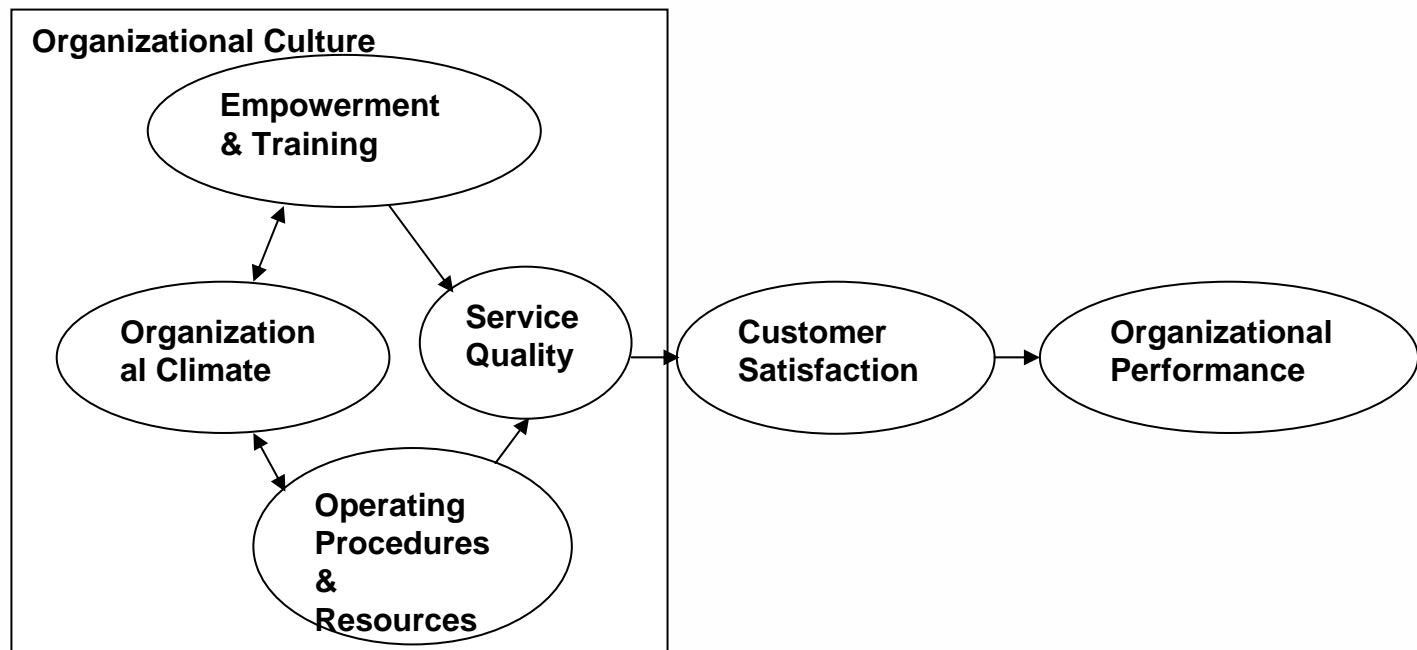 Organizational Culture
Empowerment
& Training
Organization
al Climate
Service
Quality
Customer
Satisfaction
Organizational
Performance
Operating
Procedures
&
Resources